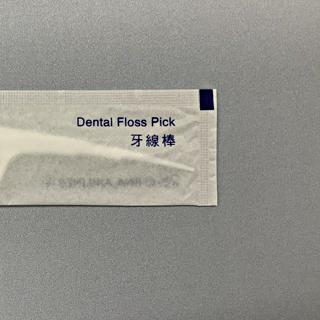 Dental Floss Pick
牙線棒